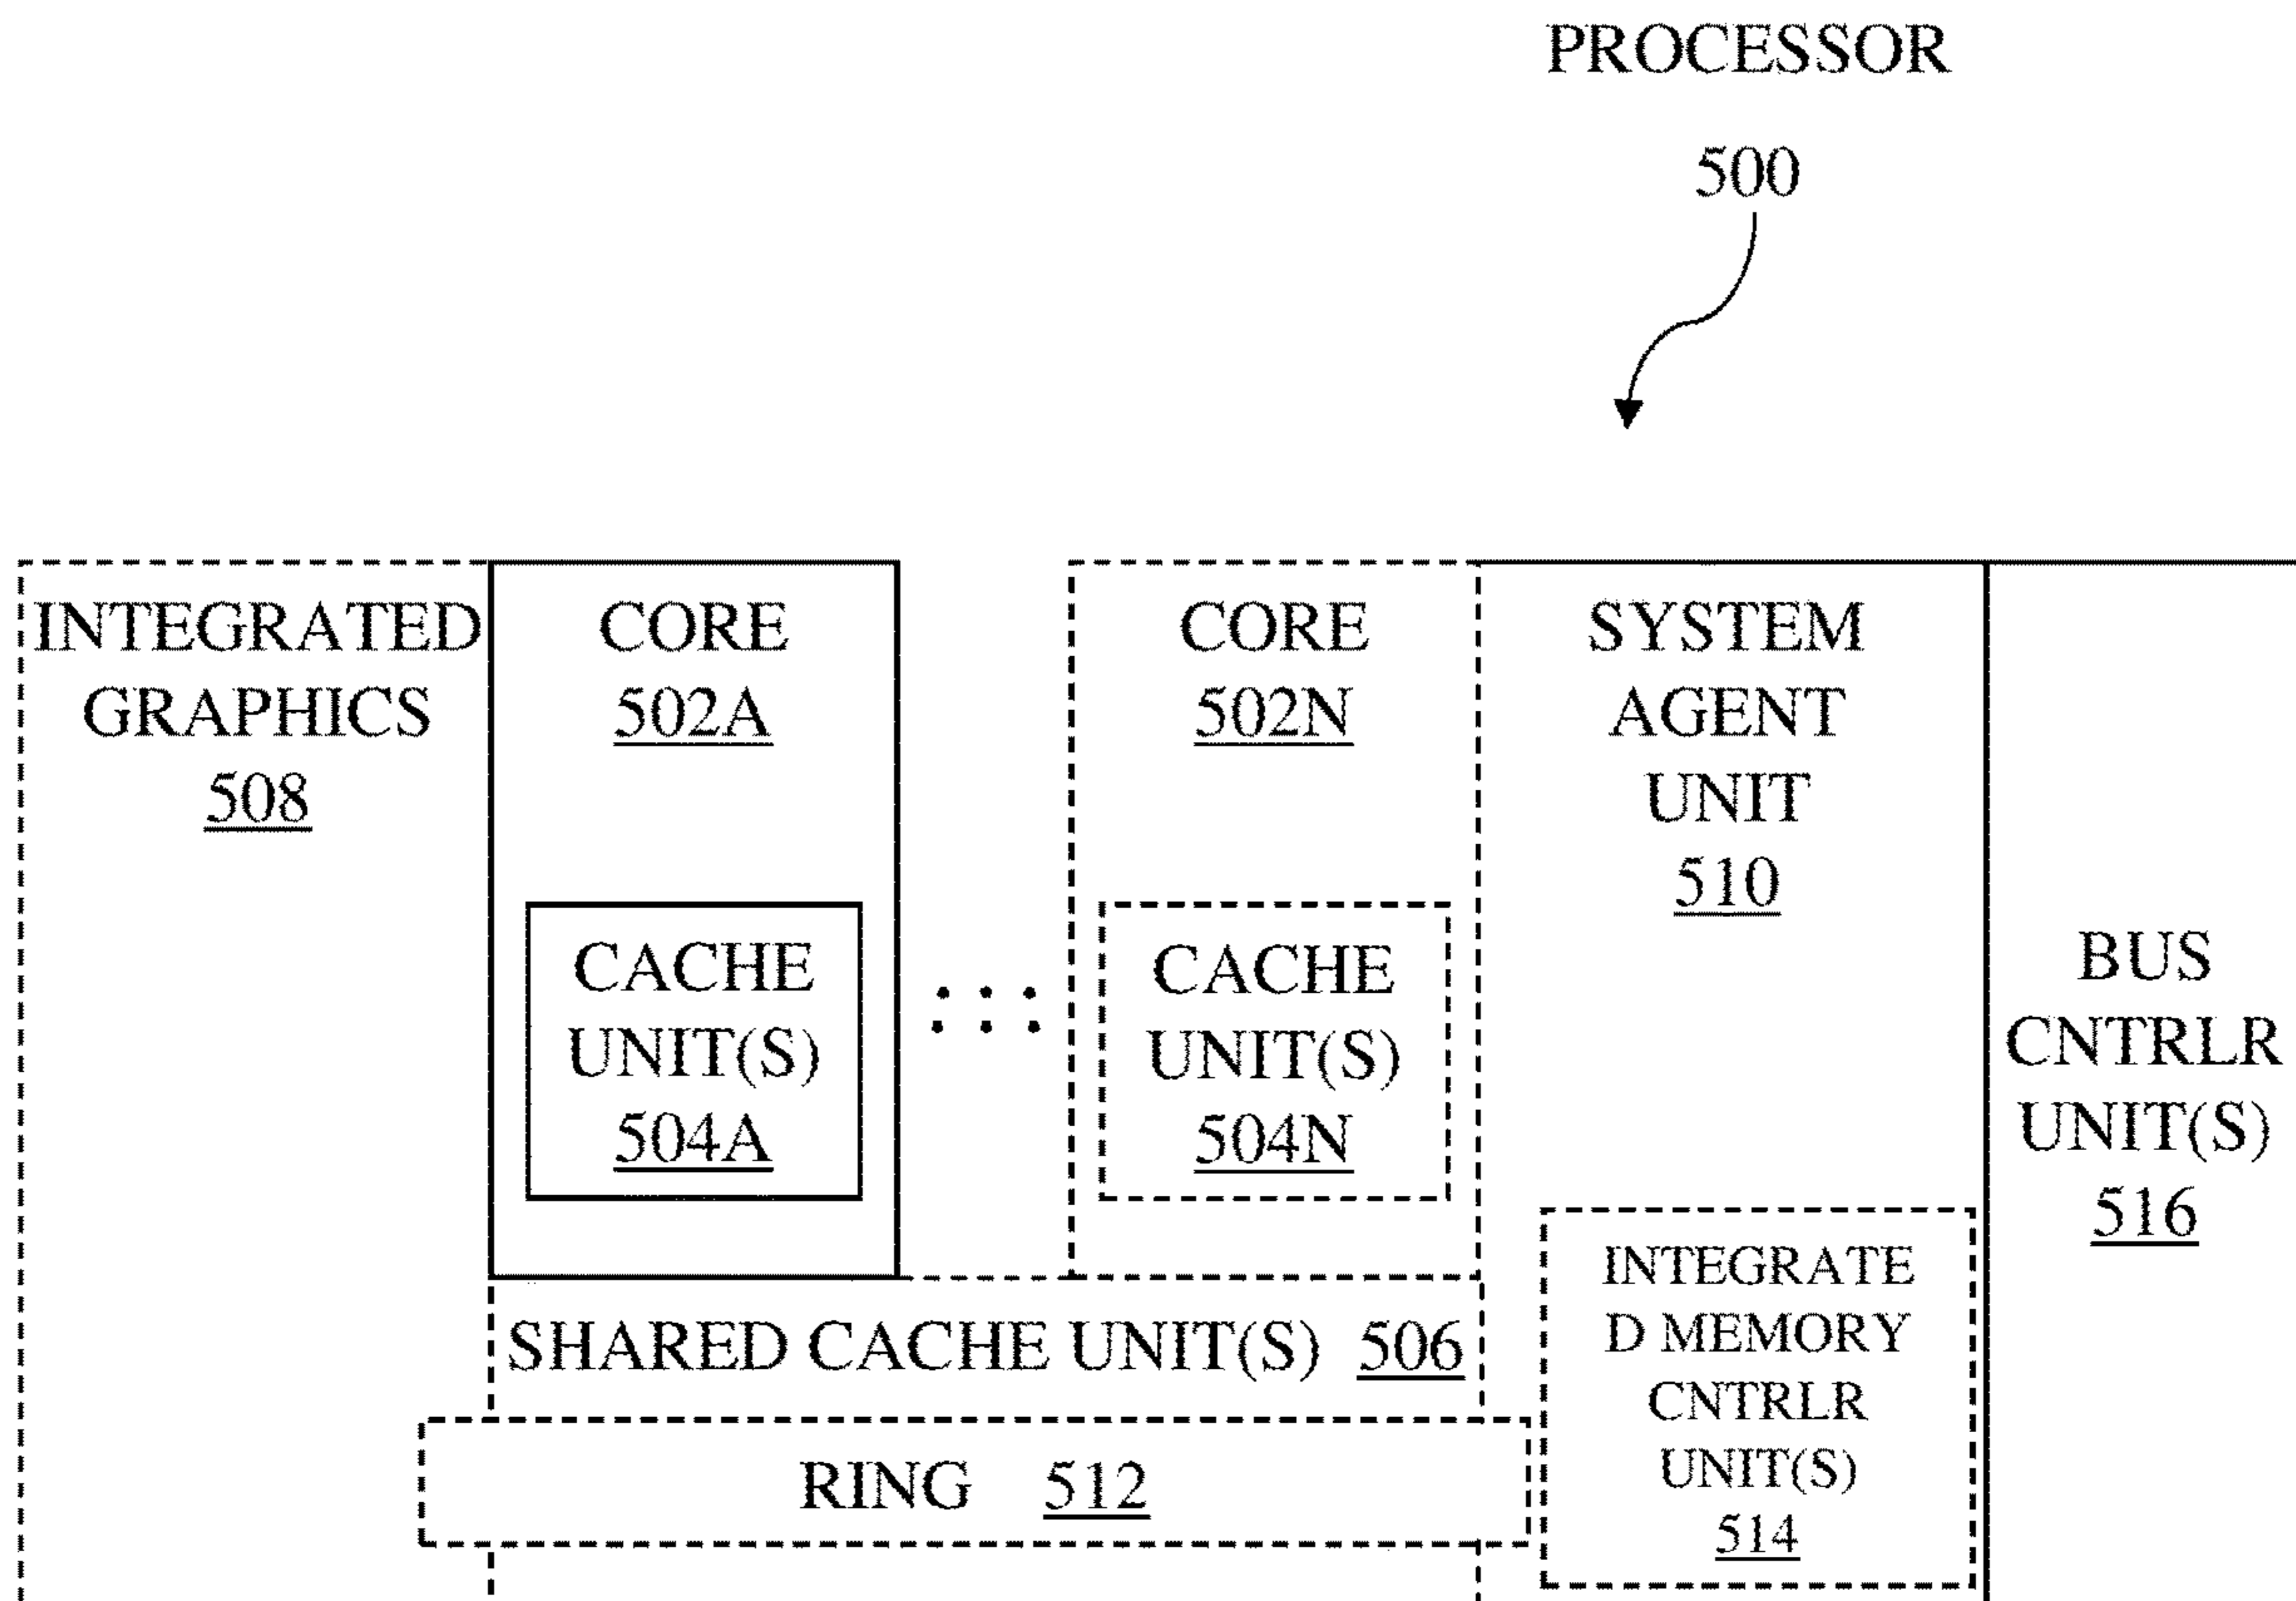 PROCESSOR
500
INTEGRATED
GRAPHICS
508
CORE
502A
CACHE
UNIT(S)
504A
CORE
502N
CACHE
UNIT(S)
504N
SYSTEM
AGENT
UNIT
510
BUS
CNTRLR
UNIT(S)
516
SHARED CACHE UNIT(S) 506
RING 512
INTEGRATE
D MEMORY
CNTRLR
UNIT(S)
514